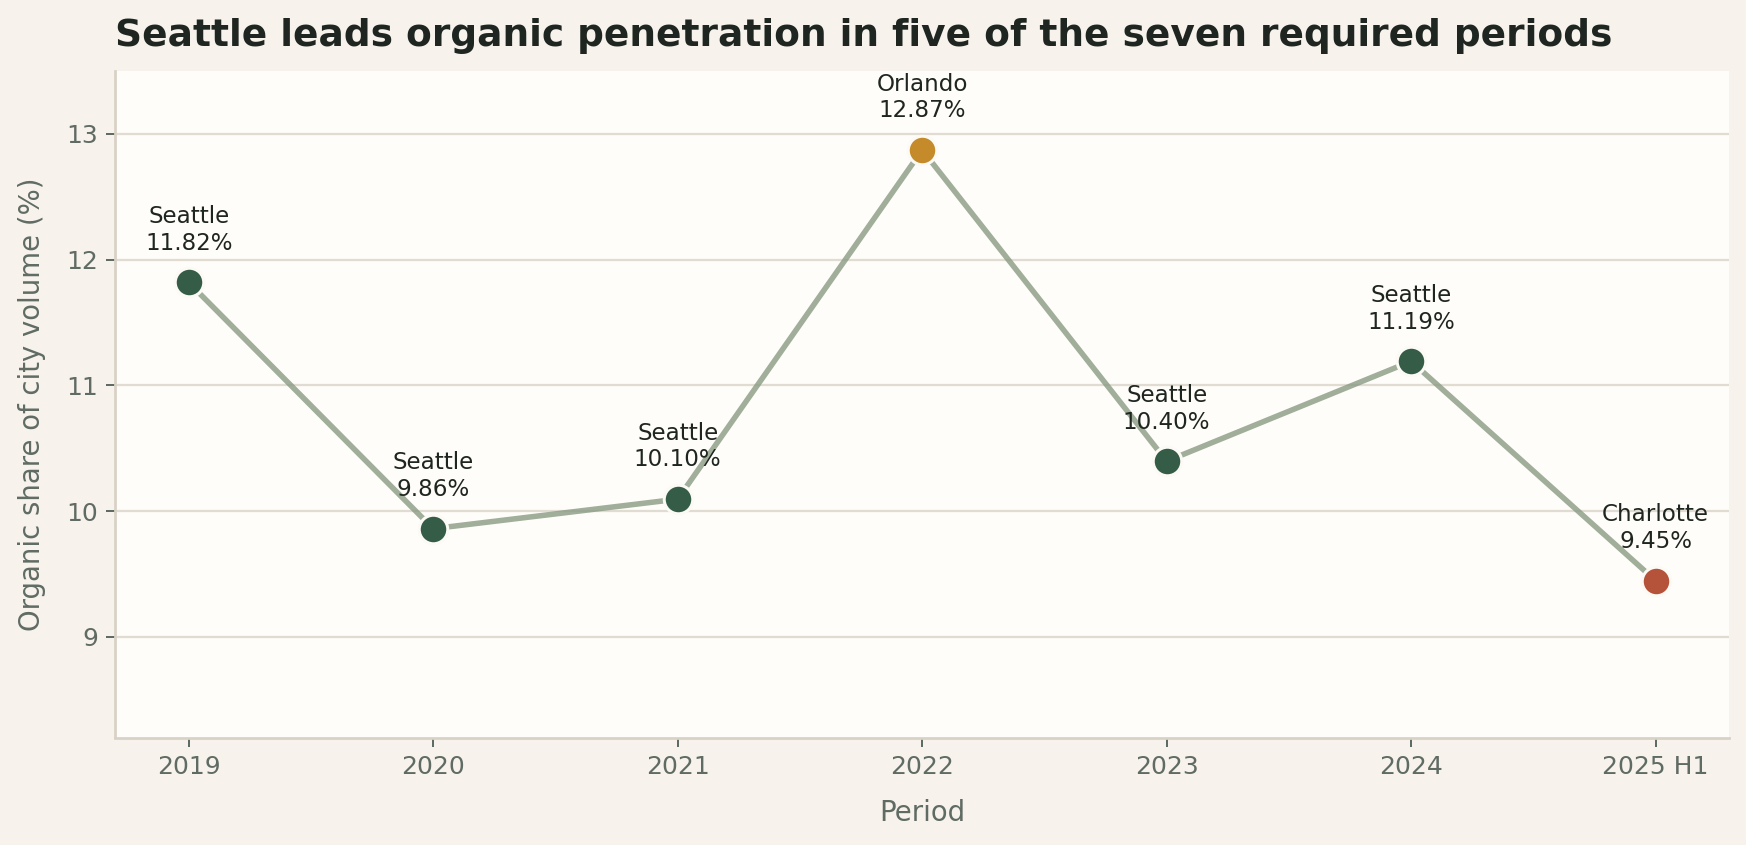 Seattle leads organic penetration in five of the seven required periods
Organic share of city volume (%)
13
12
11
10
9
Seattle
11.82%
Seattle
9.86%
Seattle
10.10%
Orlando
12.87%
Seattle
10.40%
Seattle
11.19%
Charlotte
9.45%
2019
2020
2021
2022
2023
2024
2025 H1
Period